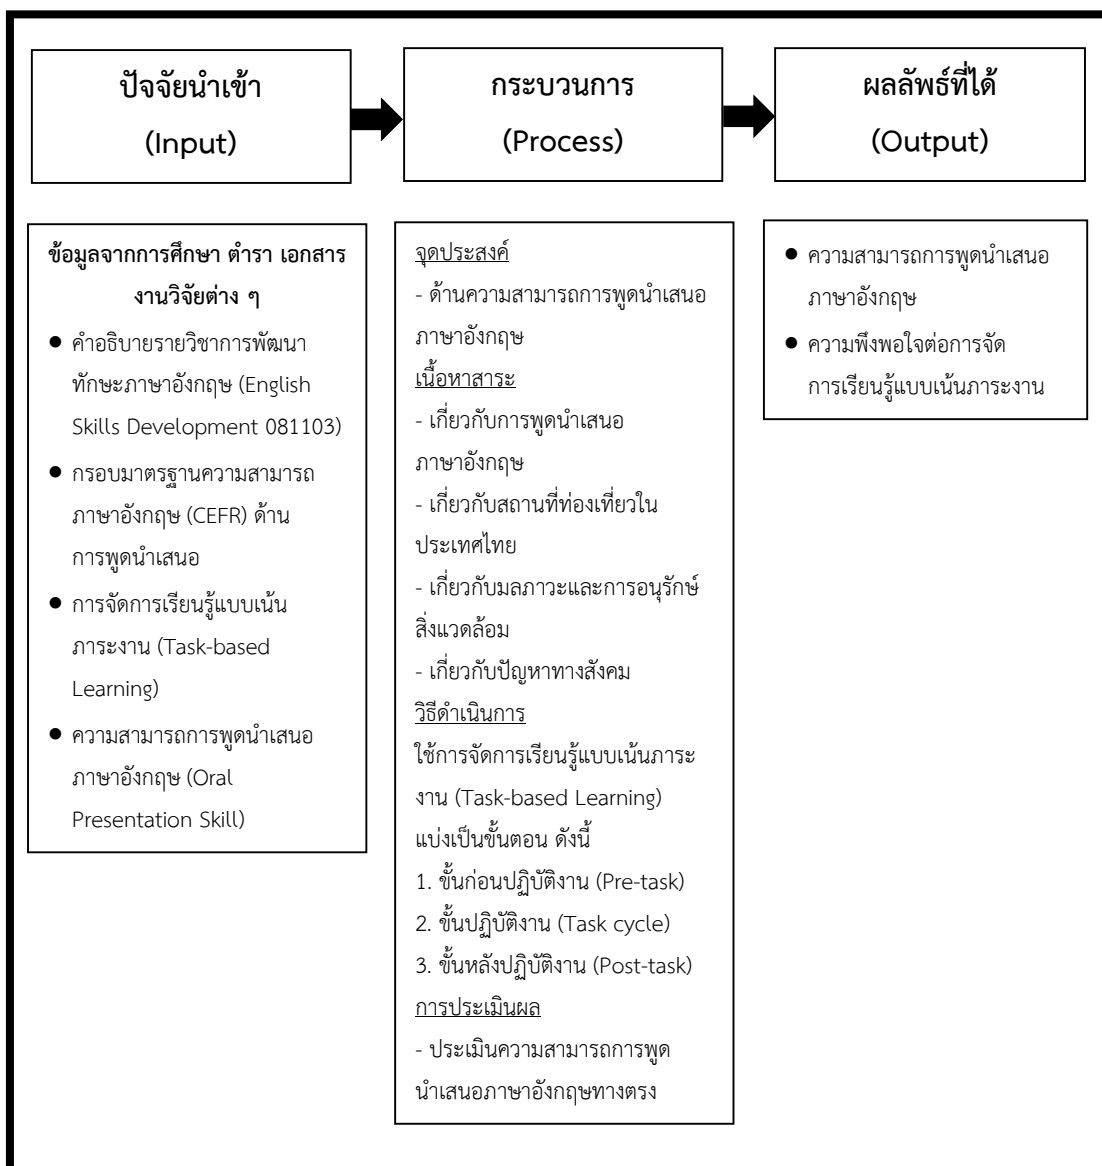 ปัจจัยนำเข้า
(Input)
กระบวนการ
(Process)
ผลลัพธ์ที่ได้
(Output)
ข้อมูลจากการศึกษา ตำรา เอกสาร
งานวิจัยต่าง ๆ
● คำอธิบายรายวิชาการพัฒนา
ทักษะภาษาอังกฤษ (English
Skills Development 081103)
● กรอบมาตรฐานความสามารถ
ภาษาอังกฤษ (CEFR) ด้าน
การพูดนำเสนอ
● การจัดการเรียนรู้แบบเน้น
ภาระงาน (Task-based
Learning)
● ความสามารถการพูดนำเสนอ
ภาษาอังกฤษ (Oral
Presentation Skill)
จุดประสงค์
- ด้านความสามารถการพูดนำเสนอ
ภาษาอังกฤษ
เนื้อหาสาระ
- เกี่ยวกับการพูดนำเสนอ
ภาษาอังกฤษ
- เกี่ยวกับสถานที่ท่องเที่ยวใน
ประเทศไทย
- เกี่ยวกับมลภาวะและการอนุรักษ์
สิ่งแวดล้อม
- เกี่ยวกับปัญหาทางสังคม
วิธีดำเนินการ
ใช้การจัดการเรียนรู้แบบเน้นภาระ
งาน (Task-based Learning)
แบ่งเป็นขั้นตอน ดังนี้
1. ขั้นก่อนปฏิบัติงาน (Pre-task)
2. ขั้นปฏิบัติงาน (Task cycle)
3. ขั้นหลังปฏิบัติงาน (Post-task)
การประเมินผล
- ประเมินความสามารถการพูด
นำเสนอภาษาอังกฤษทางตรง
● ความสามารถการพูดนำเสนอ
ภาษาอังกฤษ
● ความพึงพอใจต่อการจัด
การเรียนรู้แบบเน้นภาระงาน